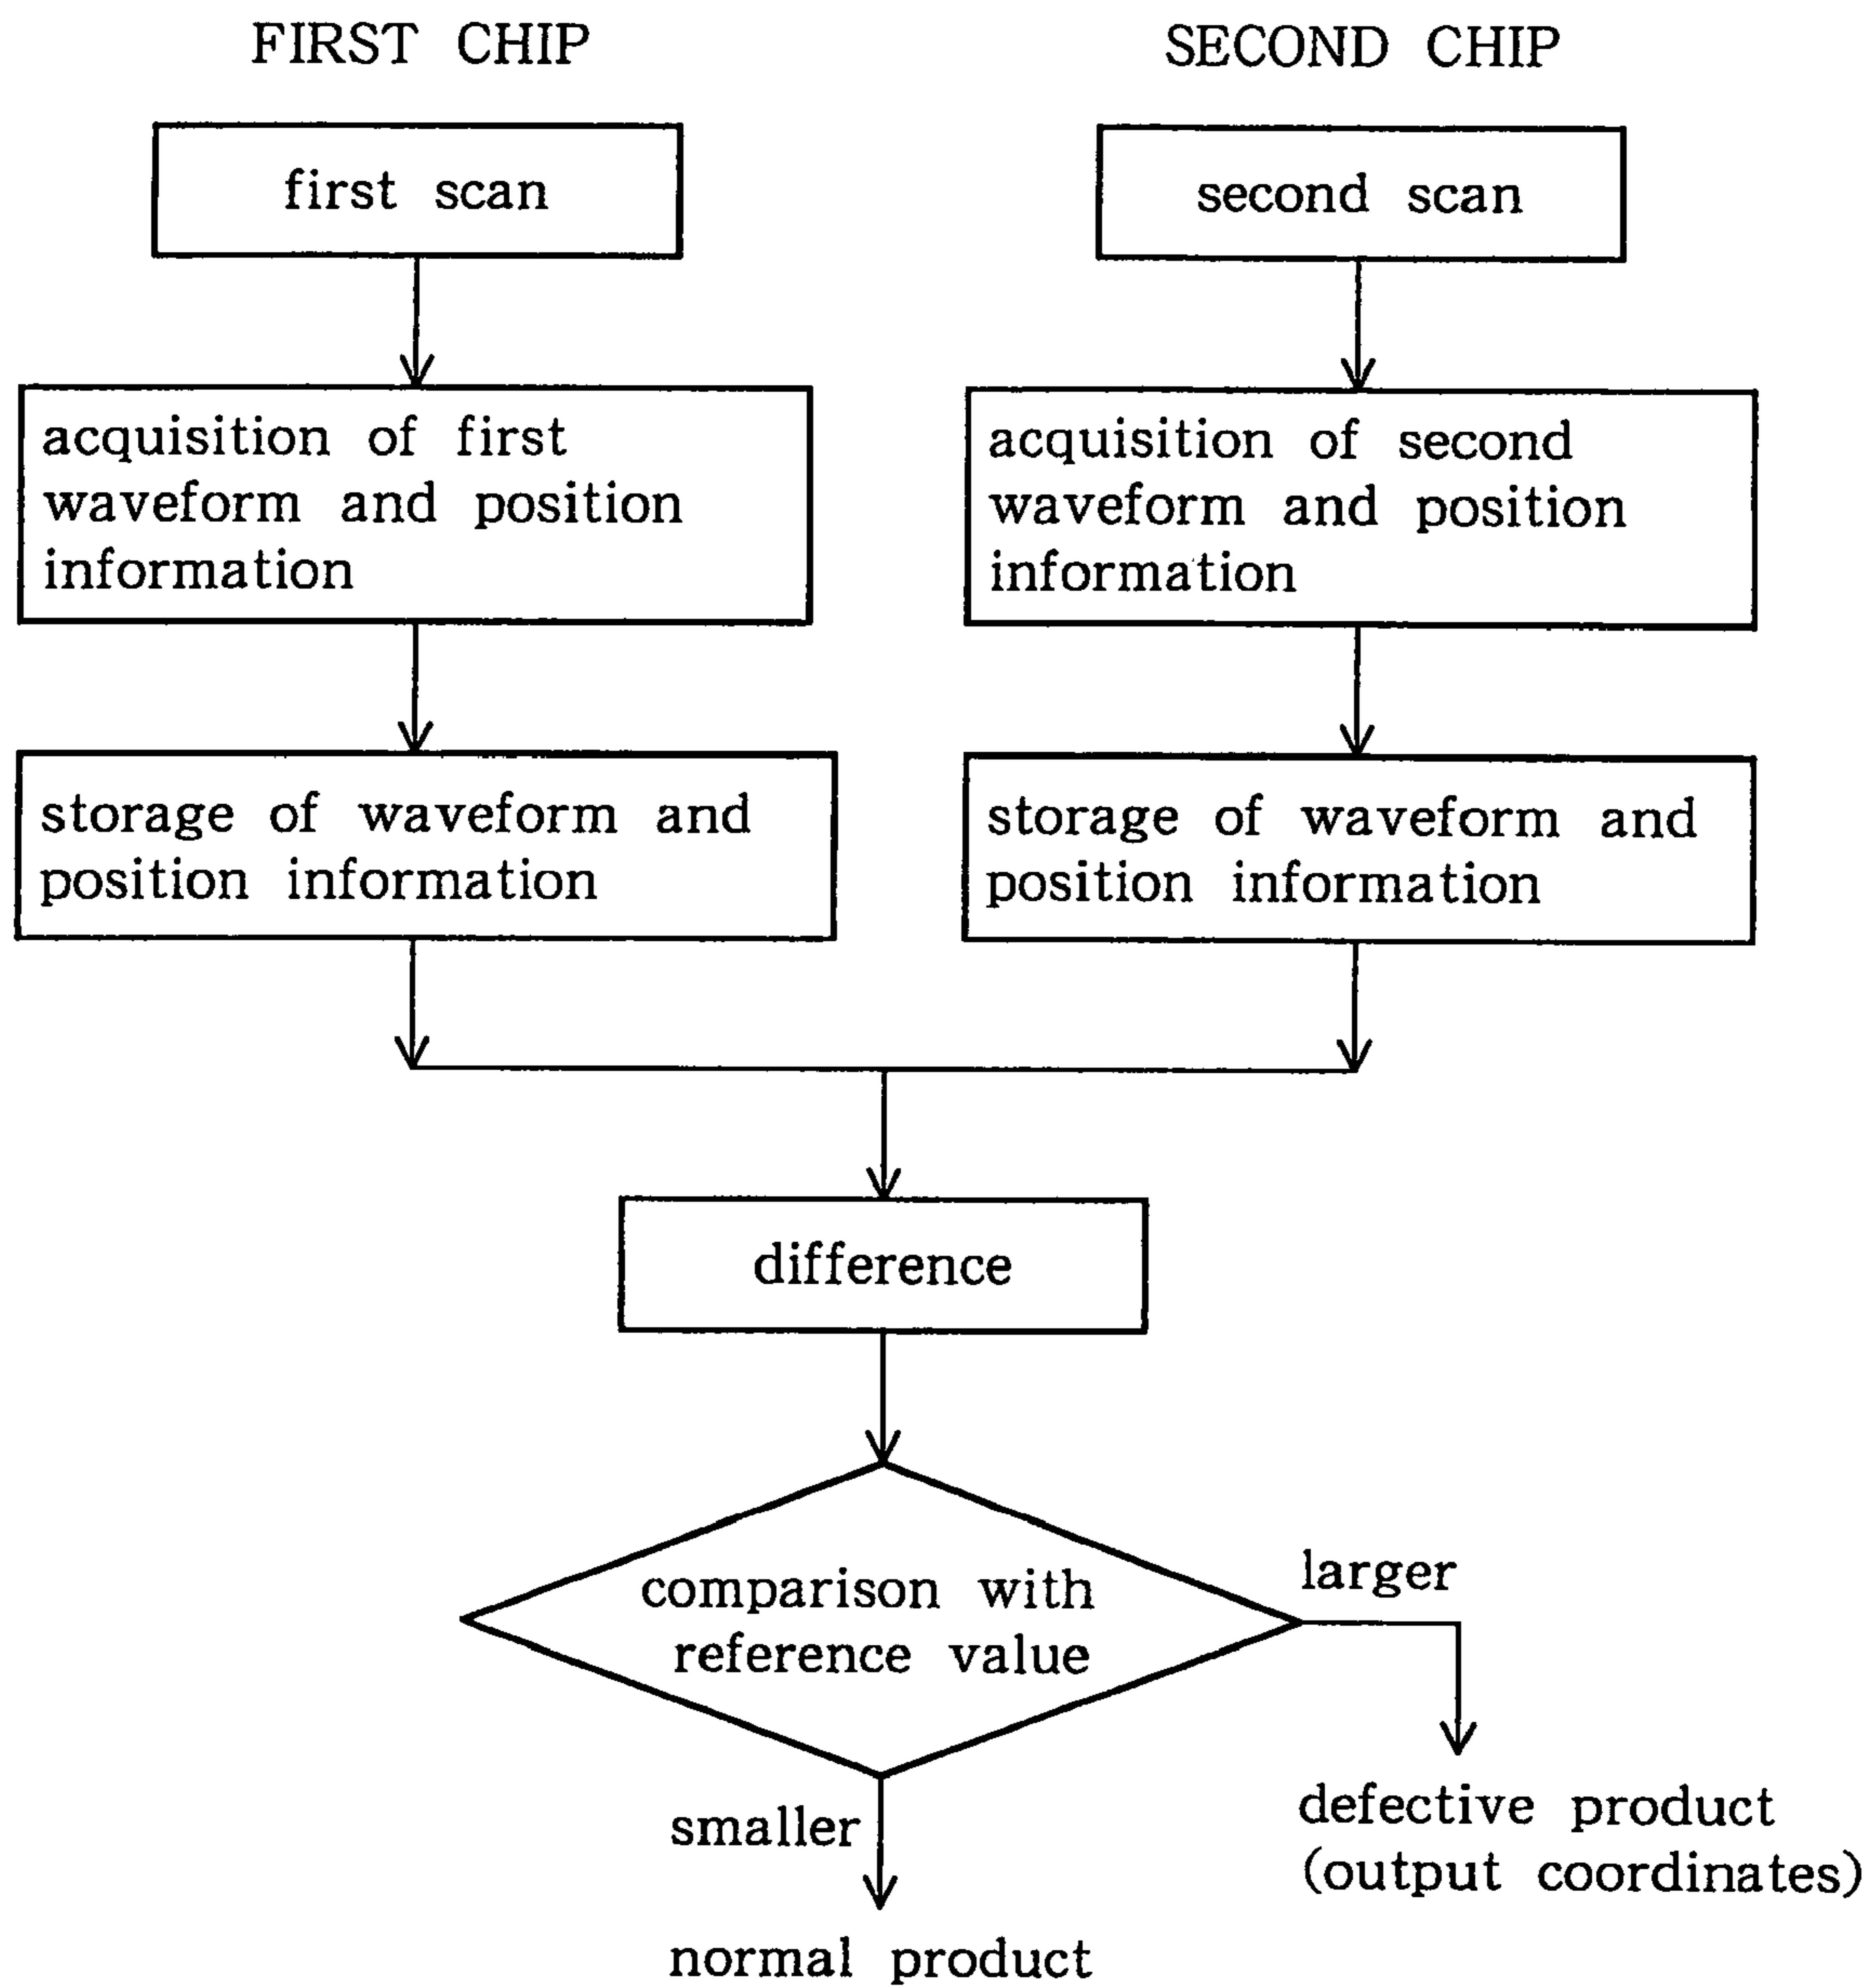 FIRST CHIP
SECOND CHIP
first scan
second scan
acquisition of first
waveform and position
information
acquisition of second
waveform and position
information
storage of waveform and
position information
storage of waveform and
position information
difference
comparison with
reference value
larger
smaller
defective product
(output coordinates)
normal product